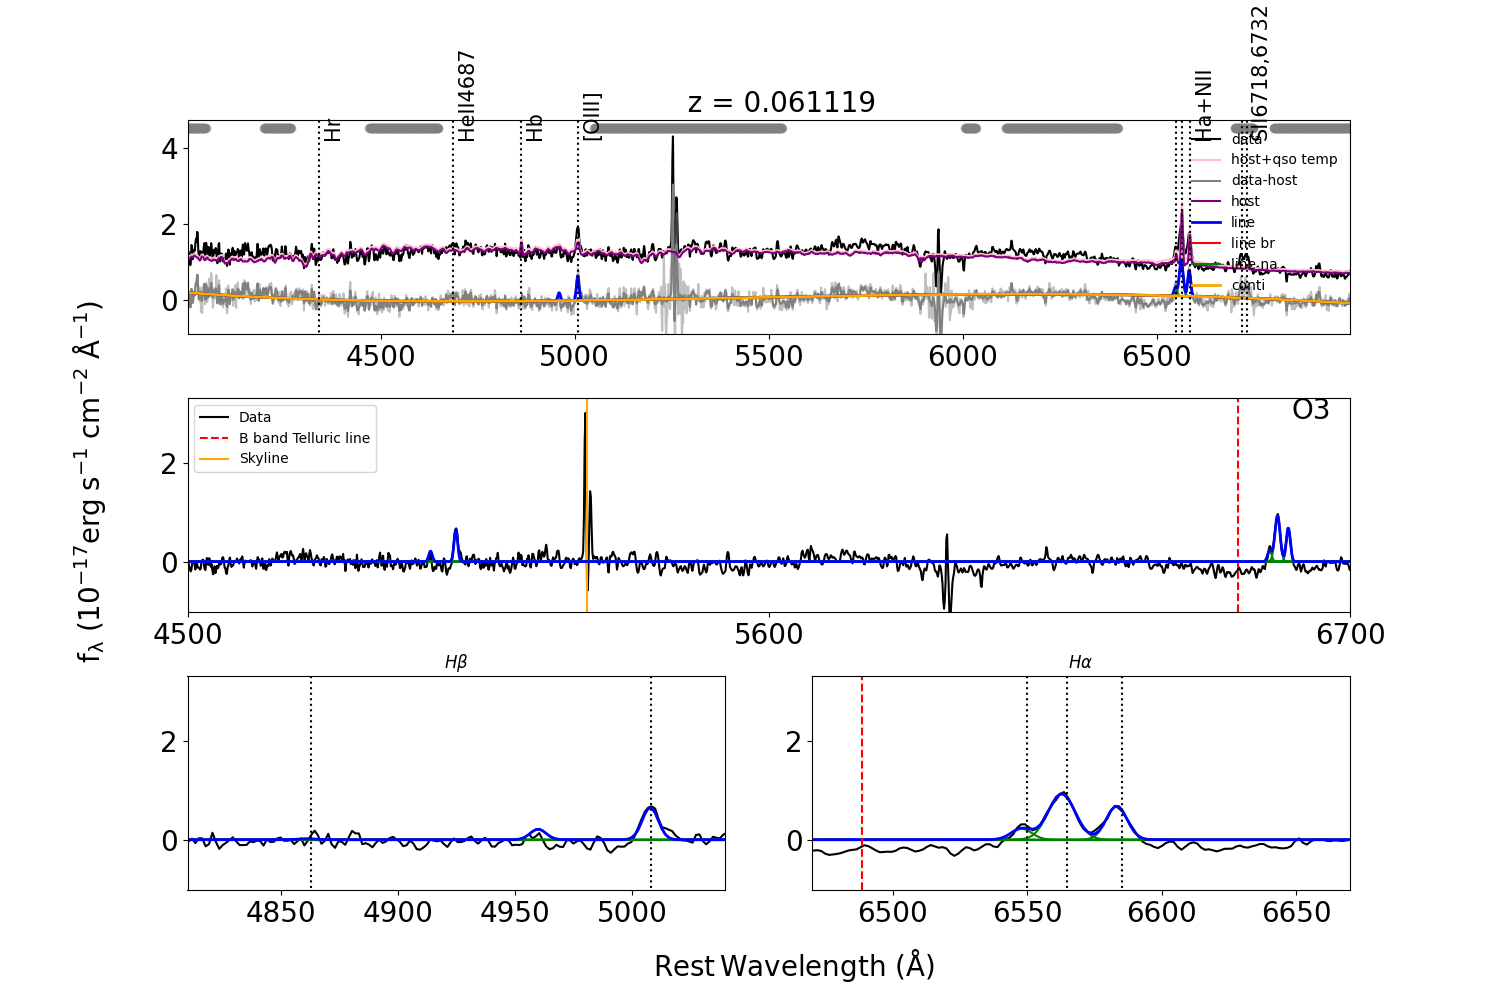 z = 0.061119
Hr
HeII4687
Hb
[OIII]
Ha+NII
SII6718,6732
data
host+qso temp
data-host
host
line
line br
line na
conti
4
2
0
4500 5000 5500 6000 6500
O3
Data
B band Telluric line
Skyline
2
0
4500 5600 6700
fλ (10−17erg s−1 cm−2 Å−1)
Hβ
2
0
4850 4900 4950 5000
Hα
2
0
6500 6550 6600 6650
Rest Wavelength (Å)